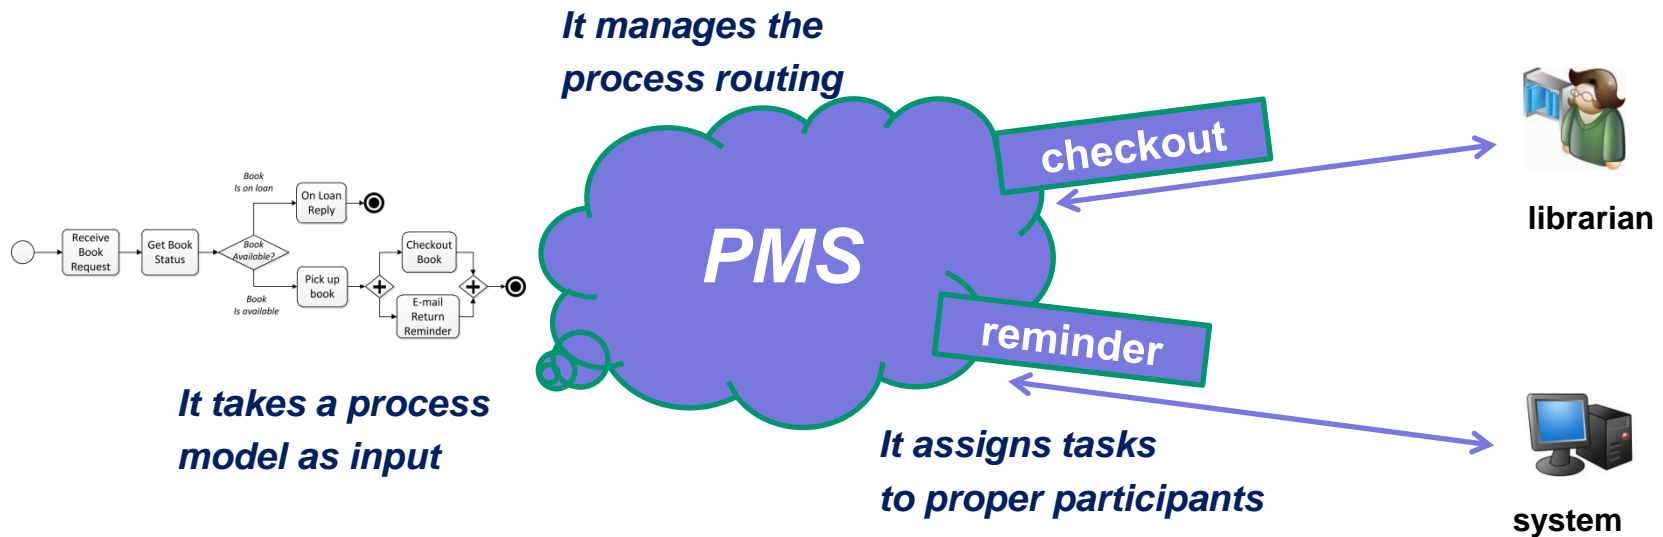 It manages the
process routing
checkout
librarian
Book
Is on loan
On Loan
Reply
Receive
Book
Request
Get Book
Status
Book
Available?
Checkout
Book
Pick up
book
Book
Is available
E-mail
Return
Reminder
PMS
reminder
It takes a process
model as input
It assigns tasks
to proper participants
system